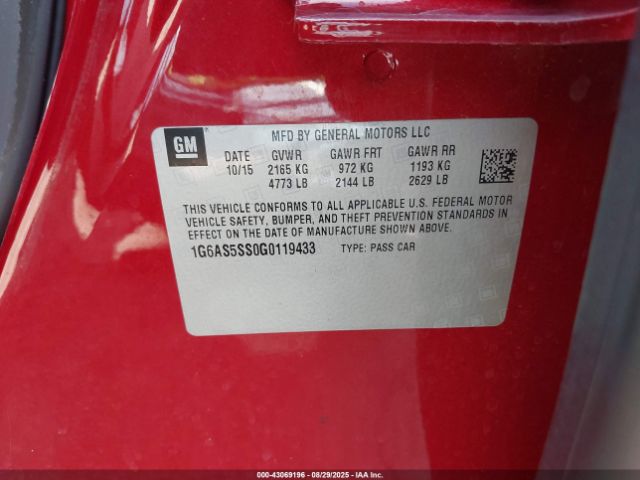 GM
MFD BY GENERAL MOTORS LLC
DATE GVWR GAWR FRT GAWR RR
10/15 2165 KG 972 KG 1193 KG
4773 LB 2144 LB 2629 LB
THIS VEHICLE CONFORMS TO ALL APPLICABLE U.S. FEDERAL MOTOR
VEHICLE SAFETY, BUMPER, AND THEFT PREVENTION STANDARDS IN
EFFECT ON THE DATE OF MANUFACTURE SHOWN ABOVE.
1G6AS5SS0G0119433 TYPE: PASS CAR
000-43069196 - 08/29/2025 - IAAI.COM